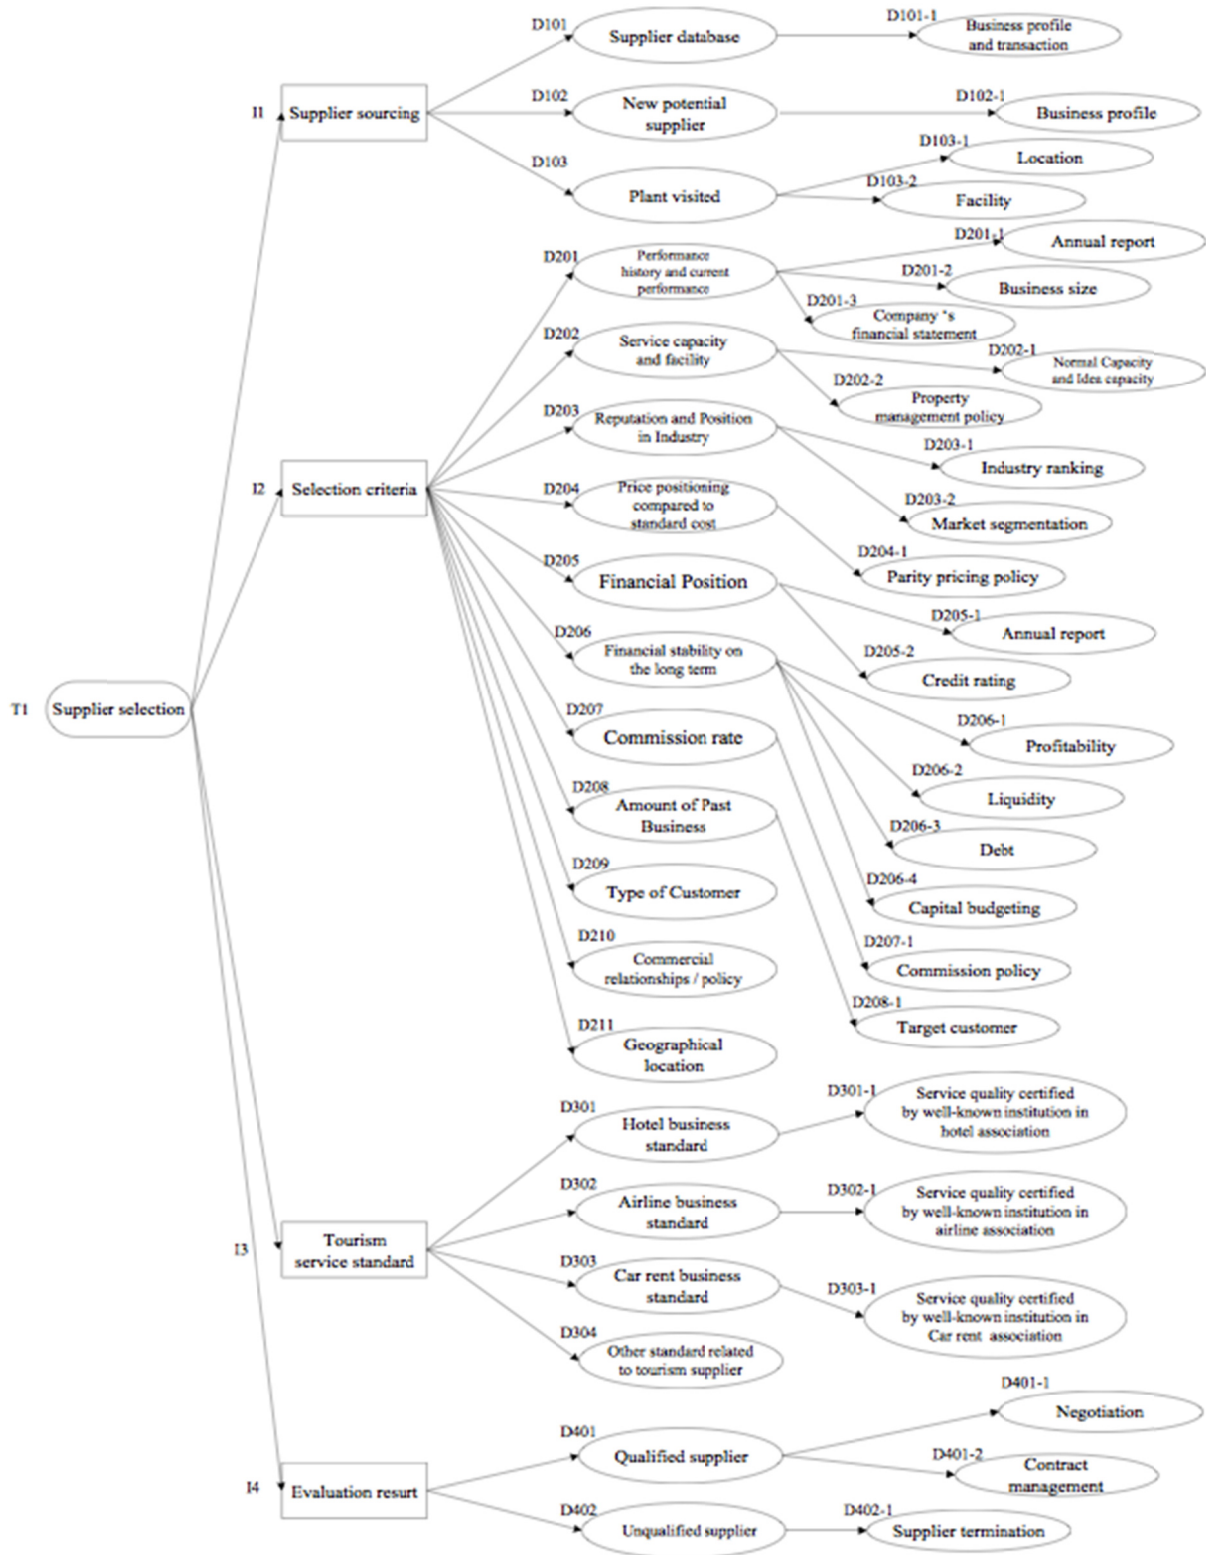 D101
Supplier database
D101-1
Business profile
and transaction
I1
Supplier sourcing
D102
New potential
supplier
D102-1
Business profile
D103
Plant visited
D103-1
Location
D103-2
Facility
D201
Performance
history and current
performance
D201-1
Annual report
D201-2
Business size
D201-3
Company ‘s
financial statement
D202
Service capacity
and facility
D202-1
Normal Capacity
and Idea capacity
D202-2
Property
management policy
D203
Reputation and Position
in Industry
D203-1
Industry ranking
D203-2
Market segmentation
I2
Selection criteria
D204
Price positioning
compared to
standard cost
D204-1
Parity pricing policy
D205
Financial Position
D205-1
Annual report
D205-2
Credit rating
D206
Financial stability on
the long term
D206-1
Profitability
D206-2
Liquidity
D206-3
Debt
D206-4
Capital budgeting
T1
Supplier selection
D207
Commission rate
D207-1
Commission policy
D208
Amount of Past
Business
D208-1
Target customer
D209
Type of Customer
D210
Commercial
relationships / policy
D211
Geographical
location
D301
Hotel business
standard
D301-1
Service quality certified
by well-known institution in
hotel association
D302
Airline business
standard
D302-1
Service quality certified
by well-known institution in
airline association
I3
Tourism
service standard
D303
Car rent business
standard
D303-1
Service quality certified
by well-known institution in
Car rent association
D304
Other standard related
to tourism supplier
D401
Qualified supplier
D401-1
Negotiation
D401-2
Contract
management
I4
Evaluation resurt
D402
Unqualified supplier
D402-1
Supplier termination